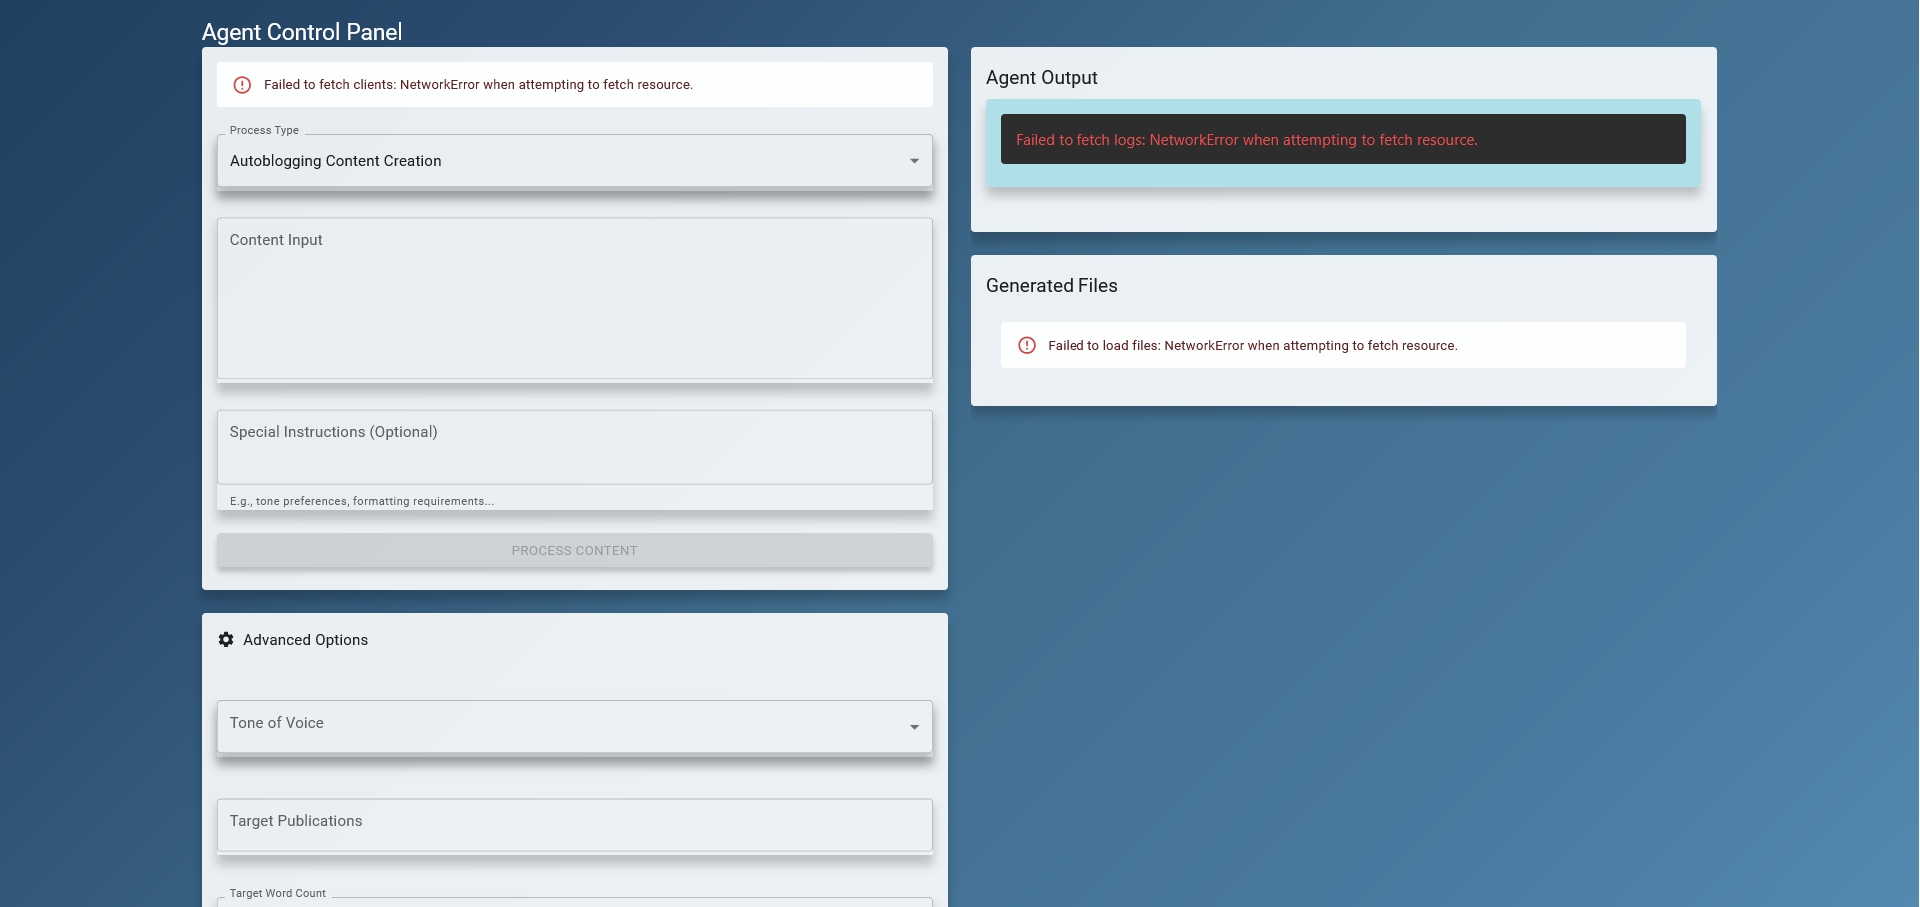 Agent Control Panel
Failed to fetch clients: NetworkError when attempting to fetch resource.
Process Type
Autoblogging Content Creation
Content Input
Special Instructions (Optional)
E.g., tone preferences, formatting requirements...
PROCESS CONTENT
Advanced Options
Tone of Voice
Target Publications
Target Word Count
Agent Output
Failed to fetch logs: NetworkError when attempting to fetch resource.
Generated Files
Failed to load files: NetworkError when attempting to fetch resource.